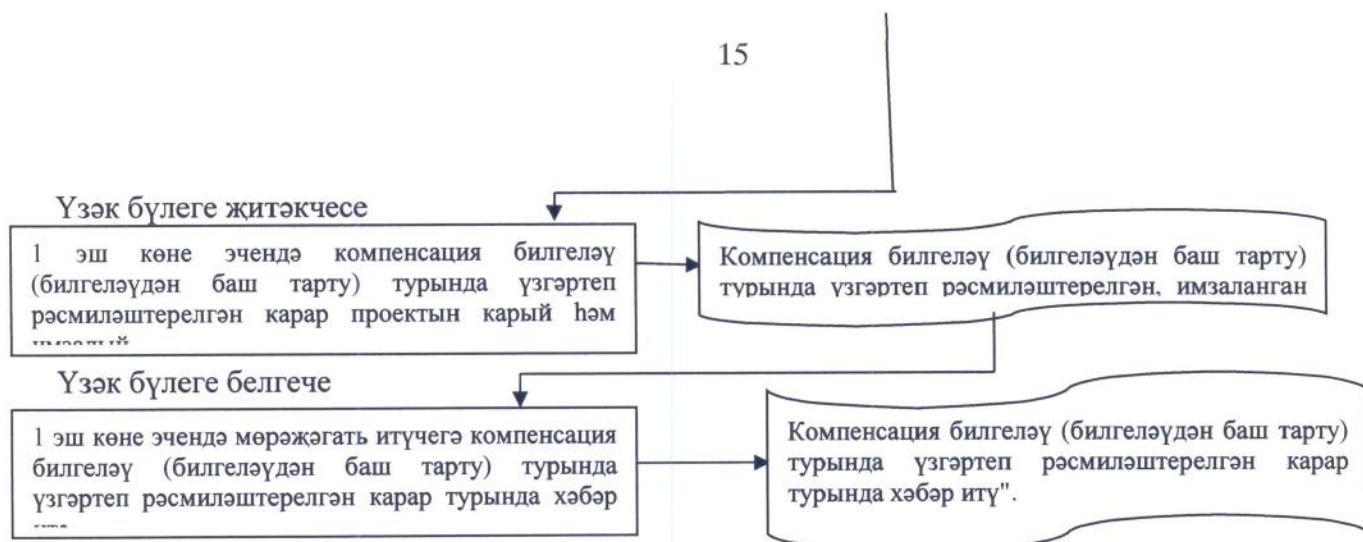 15
Үзәк бүлеге җитәкчесе
1 эш көне эчендә компенсация билгеләү
(билгеләүдән баш тарту) турында үзгәртеп
рәсмиләштерелгән карар проектын карый һәм
Компенсация билгеләү (билгеләүдән баш тарту)
турында үзгәртеп рәсмиләштерелгән, имзаланган
Үзәк бүлеге белгече
1 эш көне эчендә мөрәҗәгать итүчегә компенсация
билгеләү (билгеләүдән баш тарту) турында
үзгәртеп рәсмиләштерелгән карар турында хәбәр
Компенсация билгеләү (билгеләүдән баш тарту)
турында үзгәртеп рәсмиләштерелгән карар
турында хәбәр итү".